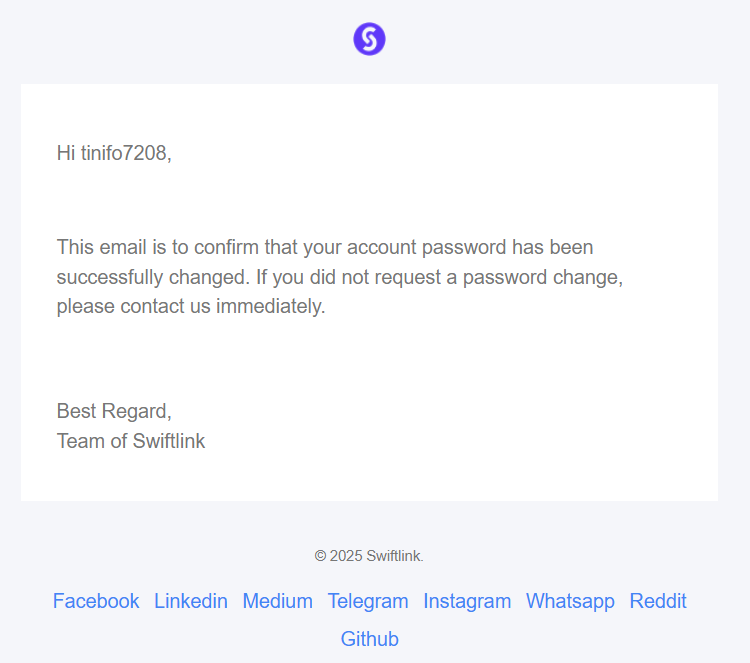 Hi tinifo7208,
This email is to confirm that your account password has been
successfully changed. If you did not request a password change,
please contact us immediately.
Best Regard,
Team of Swiftlink
© 2025 Swiftlink.
Facebook Linkedin Medium Telegram Instagram Whatsapp Reddit
Github